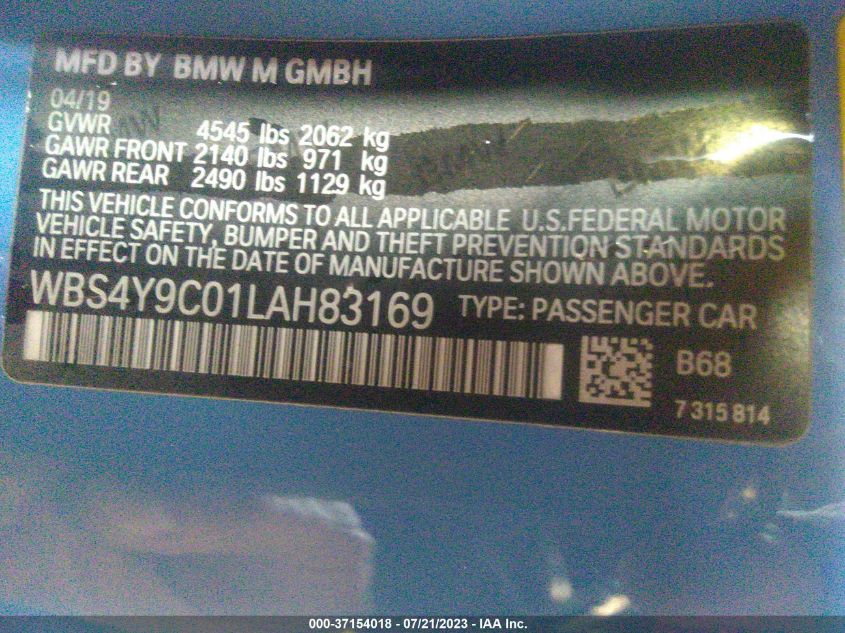 MFD BY BMW M GMBH
04/19
GVWR 4545 lbs 2062 kg
GAWR FRONT 2140 lbs 971 kg
GAWR REAR 2490 lbs 1129 kg
THIS VEHICLE CONFORMS TO ALL APPLICABLE U.S.FEDERAL MOTOR
VEHICLE SAFETY, BUMPER AND THEFT PREVENTION STANDARDS
IN EFFECT ON THE DATE OF MANUFACTURE SHOWN ABOVE.
WBS4Y9C01LAH83169 TYPE: PASSENGER CAR
B68
7 315 814
BMW
BMW
000-37154018 - 07/21/2023 - IAA Inc.